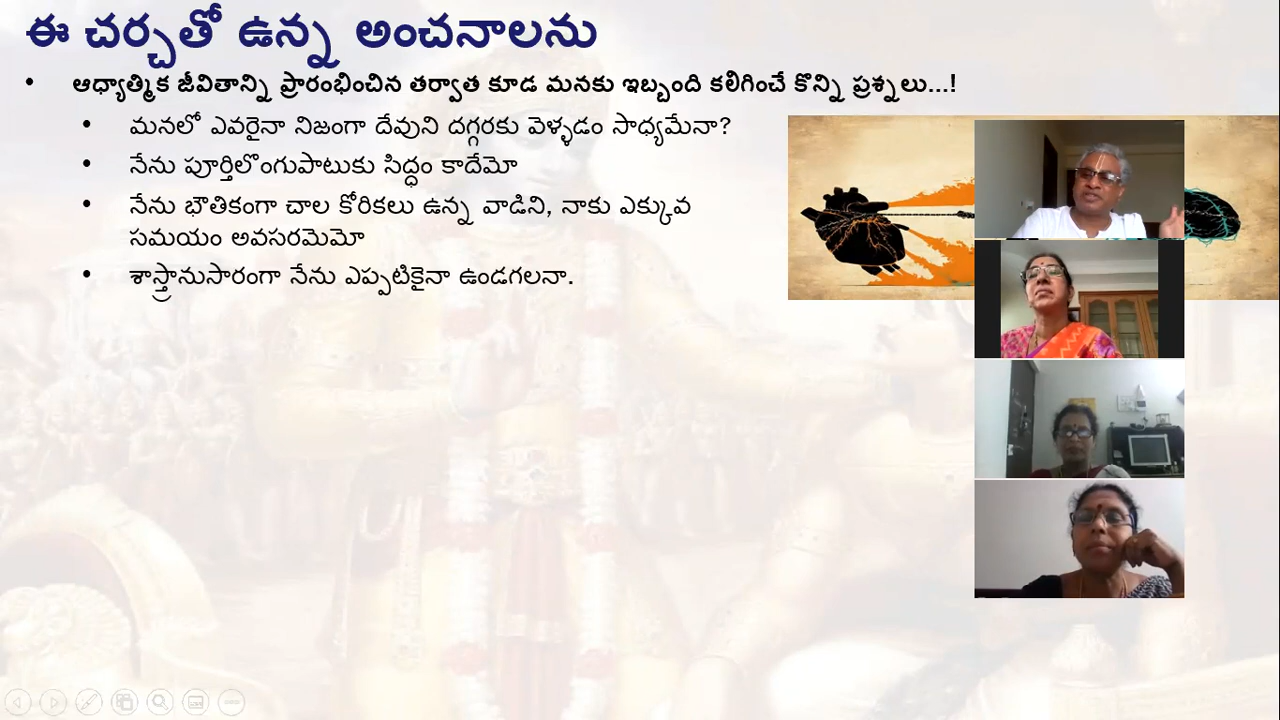 ఈ చర్చతో ఉన్న అంచనాలను
• ఆధ్యాత్మిక జీవితాన్ని ప్రారంభించిన తర్వాత కూడ మనకు ఇబ్బంది కలిగించే కొన్ని ప్రశ్నలు...!
• మనలో ఎవరైనా నిజంగా దేవుని దగ్గరకు వెళ్ళడం సాధ్యమేనా?
• నేను పూర్తిలొంగుపాటుకు సిద్ధం కాదేమో
• నేను భౌతికంగా చాల కోరికలు ఉన్న వాడిని, నాకు ఎక్కువ
సమయం అవసరమెమో
• శాస్త్రానుసారంగా నేను ఎప్పటికైనా ఉండగలనా.